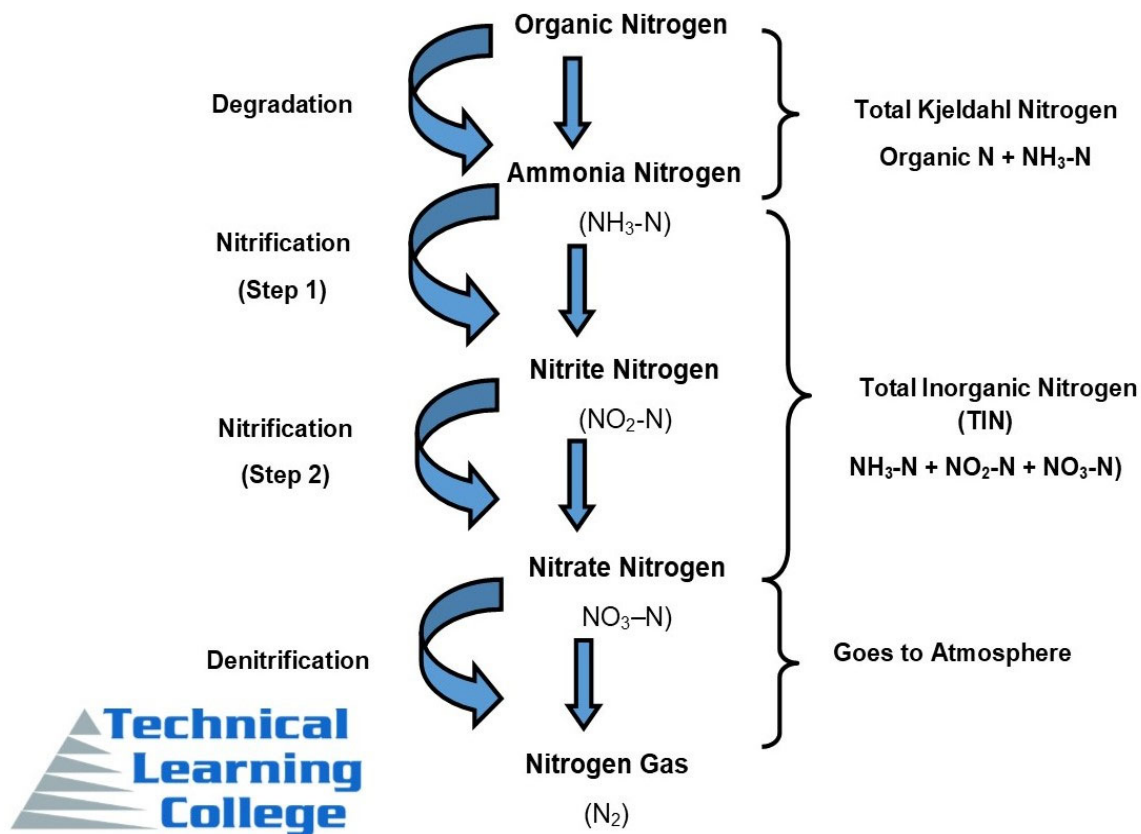 Organic Nitrogen
Degradation
Total Kjeldahl Nitrogen
Organic N + NH₃-N
Ammonia Nitrogen
(NH₃-N)
Nitrification
(Step 1)
Nitrite Nitrogen
(NO₂-N)
Total Inorganic Nitrogen
(TIN)
NH₃-N + NO₂-N + NO₃-N)
Nitrification
(Step 2)
Nitrate Nitrogen
NO₃–N)
Denitrification
Goes to Atmosphere
Nitrogen Gas
(N₂)
Technical
Learning
College